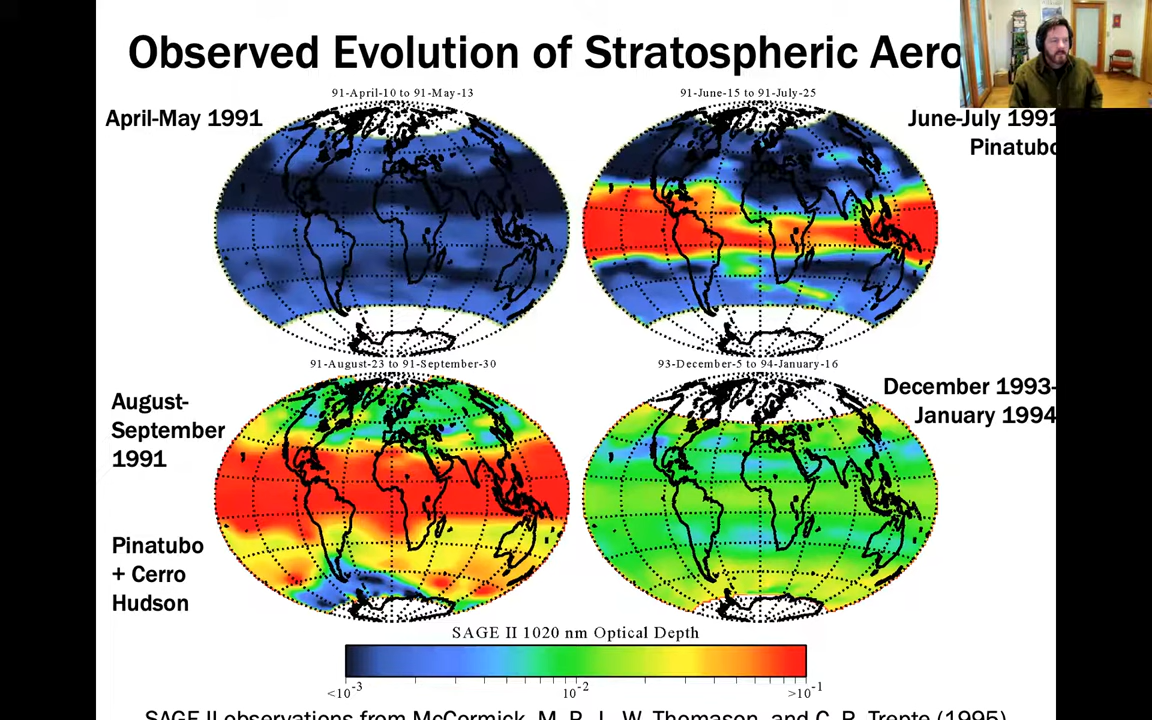 Observed Evolution of Stratospheric Aero
91-April-10 to 91-May-13
91-June-15 to 91-July-25
April-May 1991
June-July 1991
Pinatubo
91-August-23 to 91-September-30
93-December-5 to 94-January-16
August-
September
1991
December 1993-
January 1994
Pinatubo
+ Cerro
Hudson
SAGE II 1020 nm Optical Depth
<10-3
10-2
>10-1
SAGE II observations from McCormick, M. P., L. W. Thomason, and C. R. Trepte (1995)